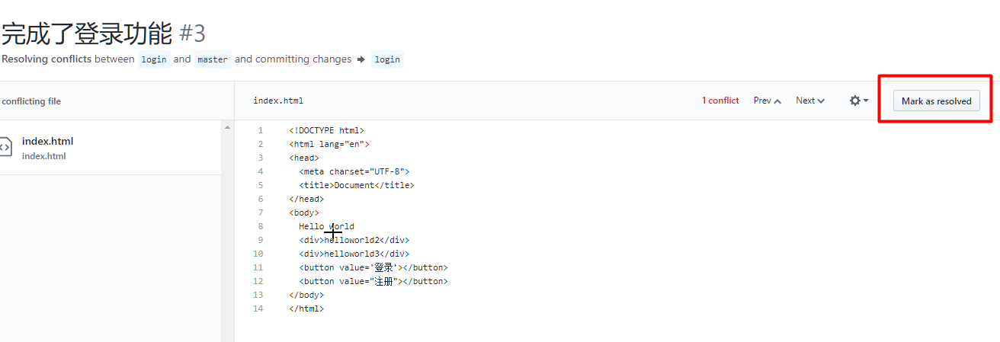 完成了登录功能 #3
Resolving conflicts between login and master and committing changes → login
conflicting file
index.html
1 conflict Prev Next Mark as resolved
index.html
index.html
1 <!DOCTYPE html>
2 <html lang="en">
3 <head>
4 <meta charset="UTF-8">
5 <title>Document</title>
6 </head>
7 <body>
8 Hello world
9 <div>helloworld2</div>
10 <div>helloworld3</div>
11 <button value='登录'></button>
12 <button value="注册"></button>
13 </body>
14 </html>